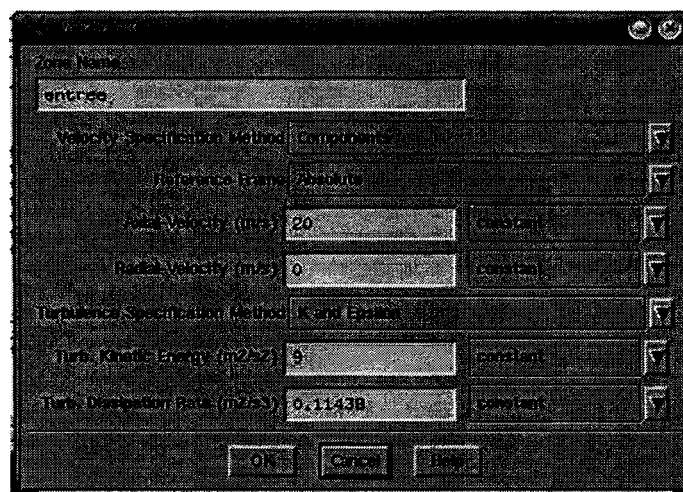 Zone Name
entree
Velocity Specification Method Components
Reference Frame Absolute
Axial-Velocity (m/s) 20 constant
Radial-Velocity (m/s) 0 constant
Turbulence Specification Method K and Epsilon
Turb. Kinetic Energy (m2/s2) 9 constant
Turb. Dissipation Rate (m2/s3) 0.11438 constant
OK Cancel Help